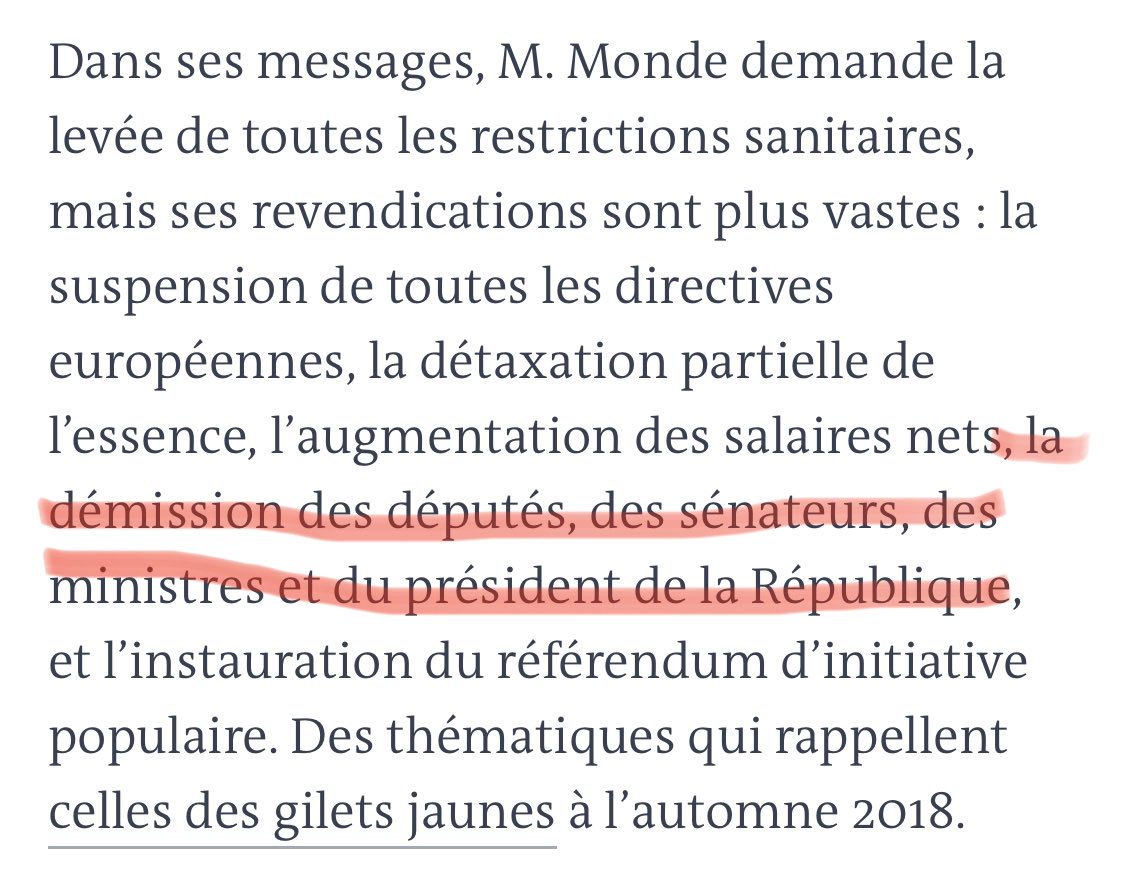 Dans ses messages, M. Monde demande la
levée de toutes les restrictions sanitaires,
mais ses revendications sont plus vastes : la
suspension de toutes les directives
européennes, la détaxation partielle de
l’essence, l’augmentation des salaires nets, la
démission des députés, des sénateurs, des
ministres et du président de la République,
et l’instauration du référendum d’initiative
populaire. Des thématiques qui rappellent
celles des gilets jaunes à l’automne 2018.